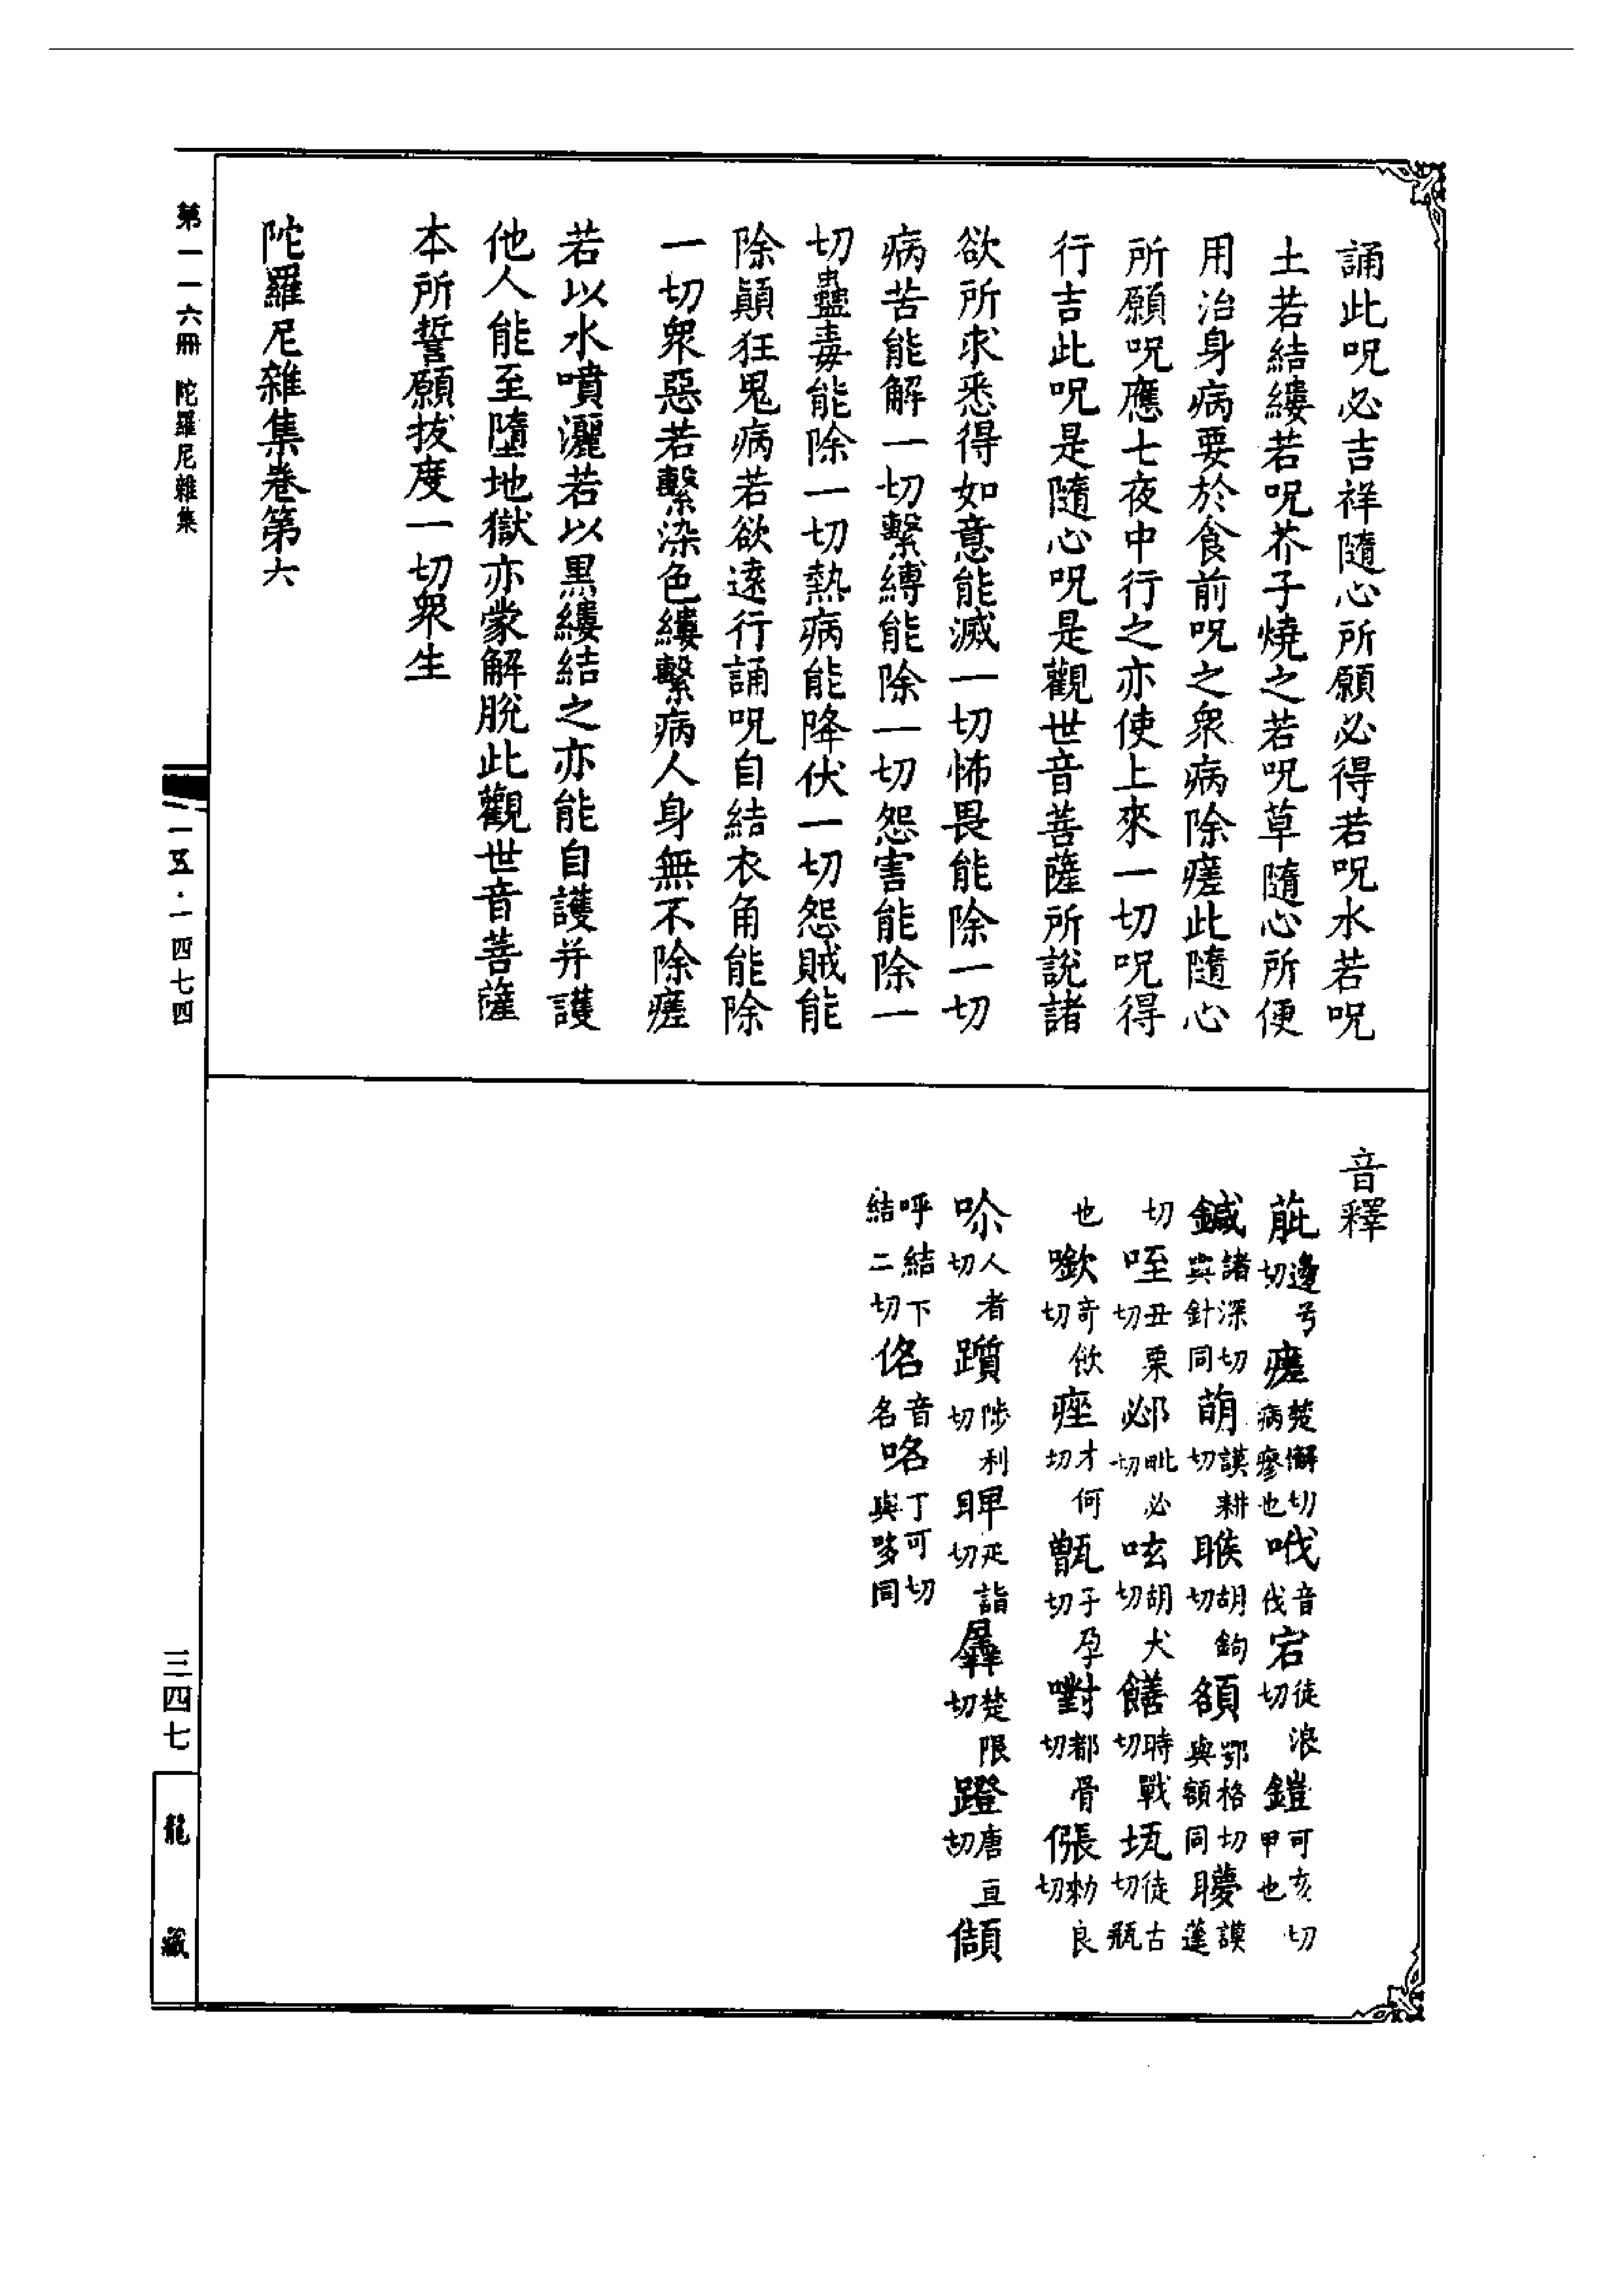 誦此呪必吉祥隨心所願必得若呪水若呪
土若結縷若呪芥子燒之若呪草隨心所便
用治身病要於食前呪之衆病除瘥此隨心
所願呪應七夜中行之亦使上來一切呪得
行吉此呪是隨心呪是觀世音菩薩所說諸
欲所求悉得如意能滅一切怖畏能除一切
病苦能解一切繫縛能除一切怨害能除一
切蠱毒能除一切熱病能降伏一切怨賊能
除顛狂鬼病若欲遠行誦呪自結衣角能除
一切衆惡若繫染色縷繫病人身無不除瘥
若以水噴灑若以黑縷結之亦能自護并護
他人能至墮地獄亦蒙解脫此觀世音菩薩
本所誓願拔度一切衆生
陀羅尼雜集卷第六
音釋
邊兮切 瘥楚懈切病瘳也 㕹音伐 宕徒浪切 鎧可亥切甲也
鍼諸深切與針同 萌謨耕切 睺胡鉤切 額鄂格切與額同 謨蓬
切 咥丑栗切 邲毗必切 呟胡犬切 饍時戰切 瓨徒古切瓶
也 奇飲切 痤才何切 甑子孕切 嚉都骨切 倀勑良切
人者切 躓陟利切 疋詣切 羼楚限切 蹬唐亘切 儨
呼結下結二切 佲音名 咯丁可切與哆同
第一一六冊 陀羅尼雜集
一五·一四七四
三四七
龍藏